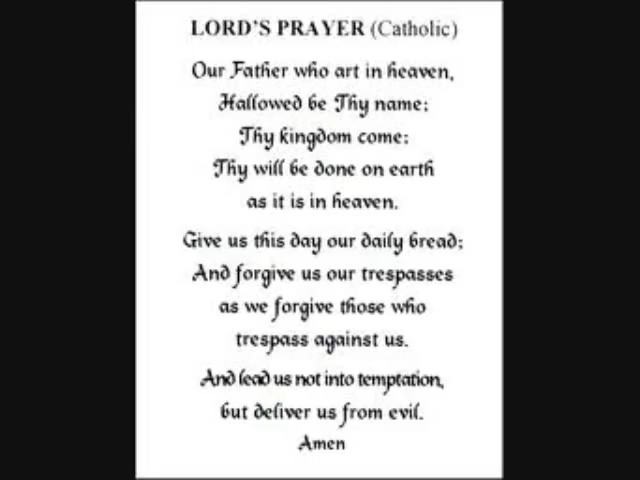 LORD'S PRAYER (Catholic)
Our Father who art in heaven,
Hallowed be Thy name;
Thy kingdom come;
Thy will be done on earth
as it is in heaven.
Give us this day our daily bread;
And forgive us our trespasses
as we forgive those who
trespass against us.
And lead us not into temptation,
but deliver us from evil.
Amen